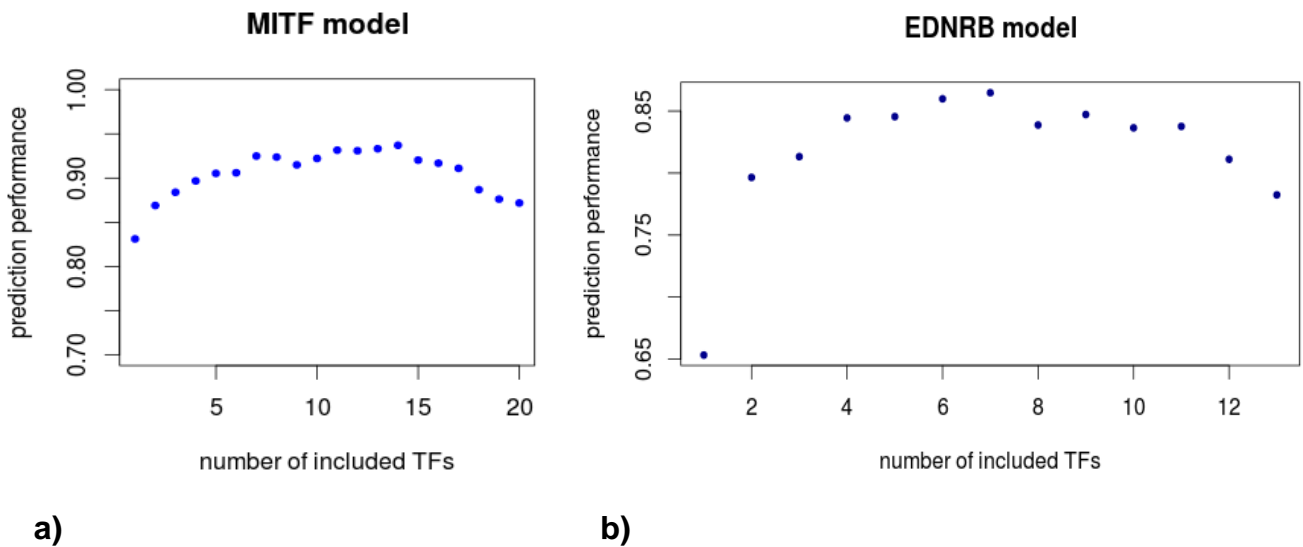 MITF model
prediction performance
1.00
0.90
0.80
0.70
5 10 15 20
number of included TFs
a)
EDNRB model
prediction performance
0.85
0.75
0.65
2 4 6 8 10 12
number of included TFs
b)